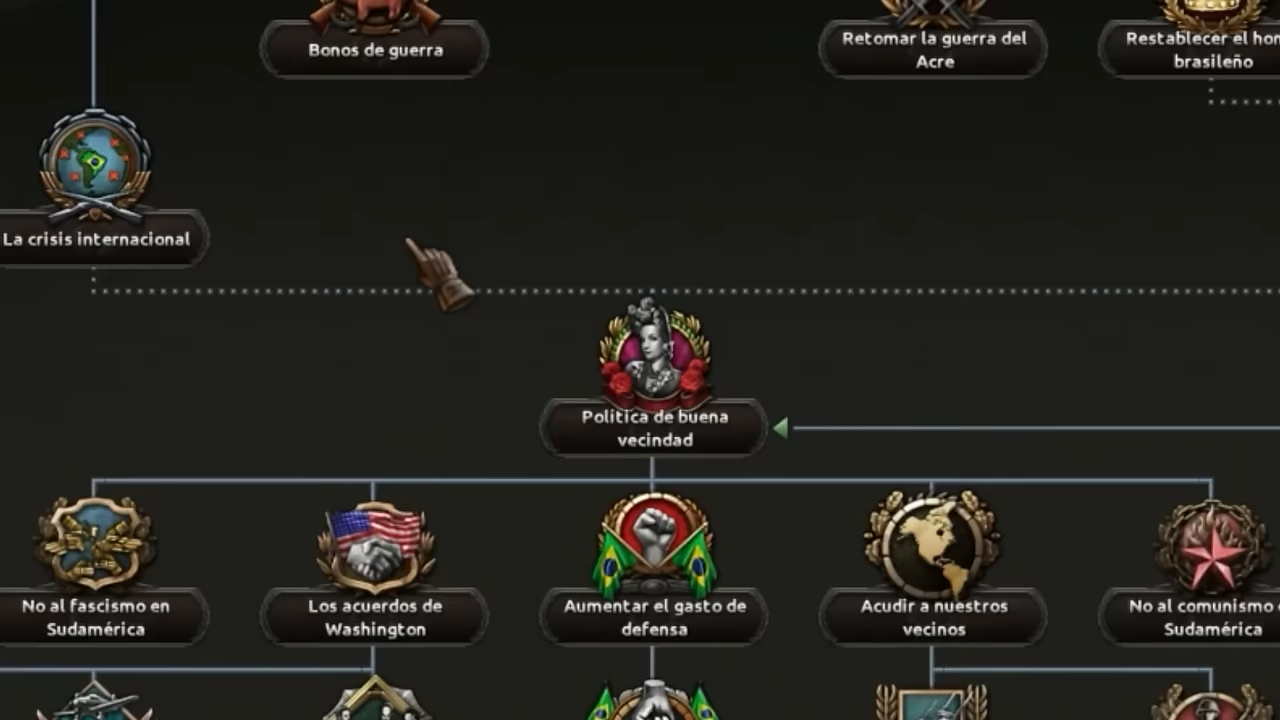 Bonos de guerra
Retomar la guerra del
Acre
Restablecer el
brasileño
La crisis internacional
Política de buena
vecindad
No al fascismo en
Sudamérica
Los acuerdos de
Washington
Aumentar el gasto de
defensa
Acudir a nuestros
vecinos
No al comunismo
Sudamérica